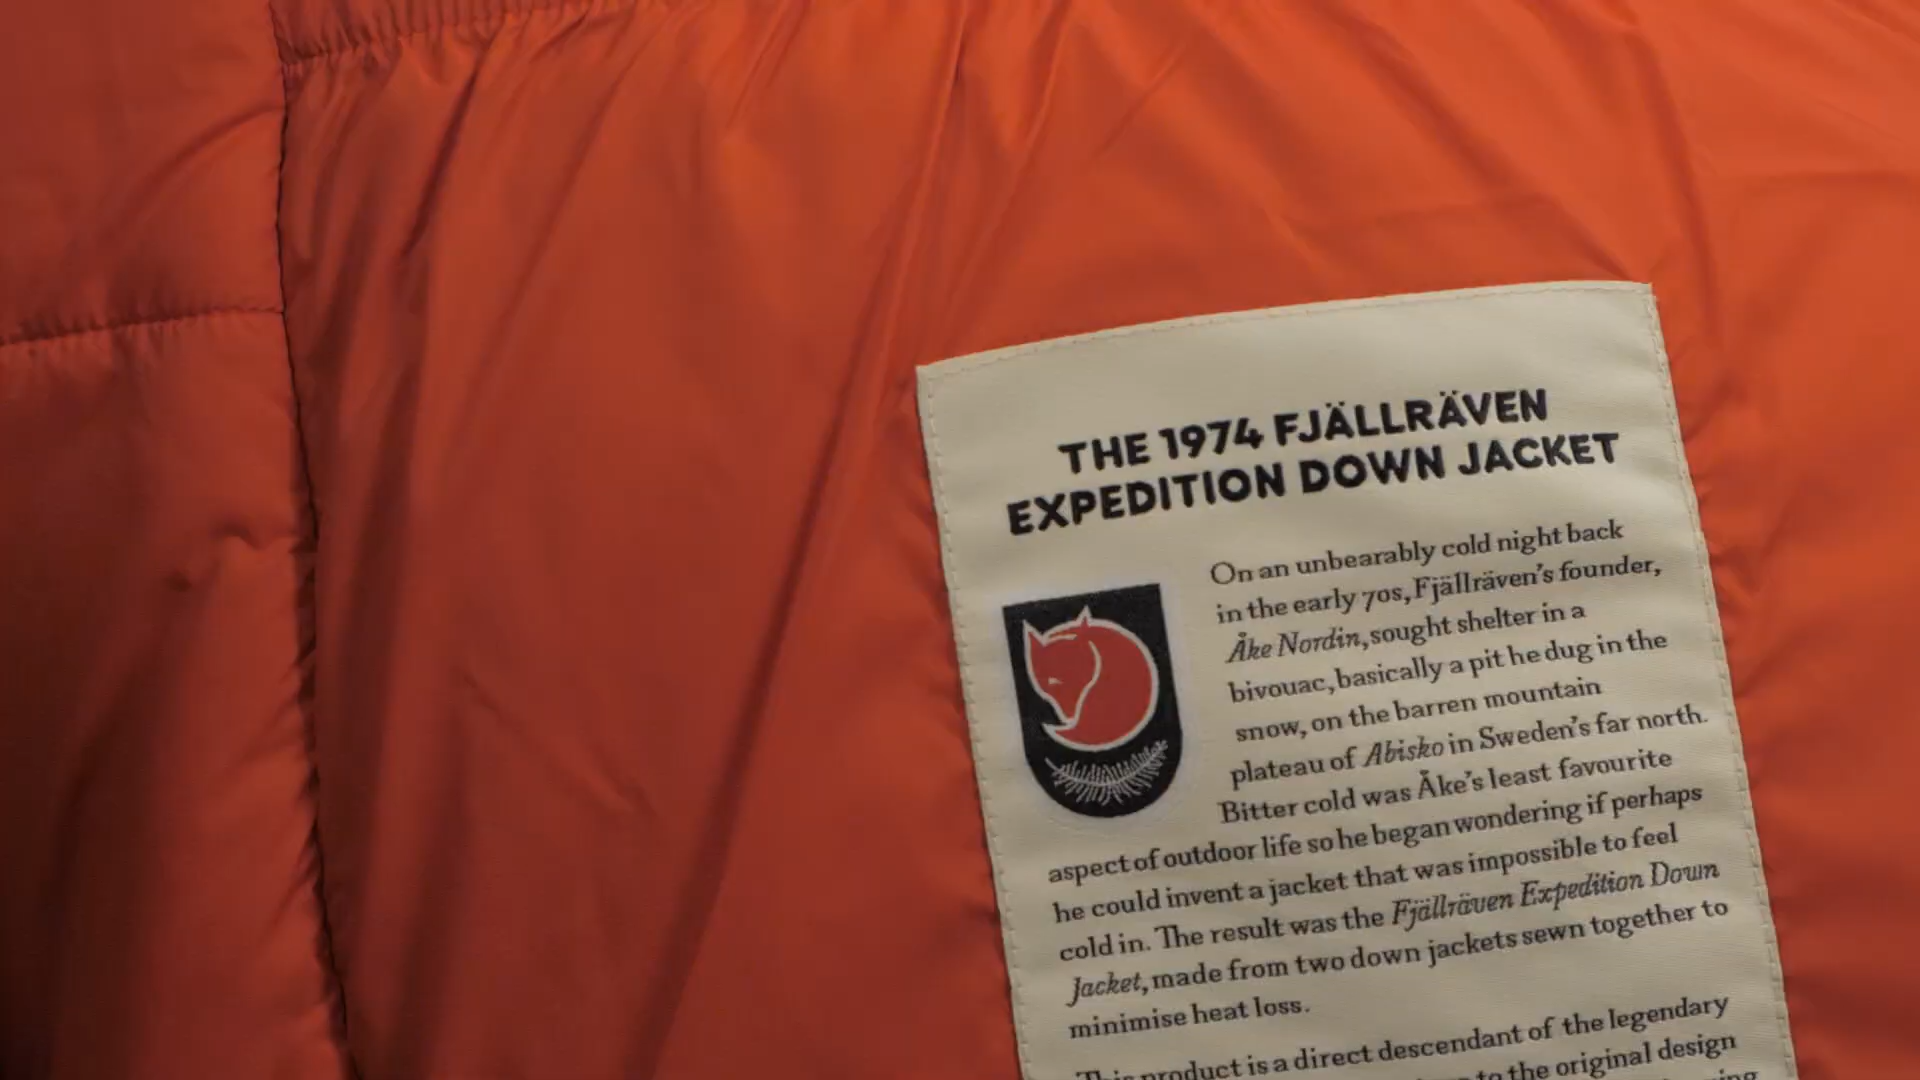 THE 1974 FJÄLLRÄVEN
EXPEDITION DOWN JACKET
On an unbearably cold night back
in the early 70s, Fjällräven's founder,
Åke Nordin, sought shelter in a
bivouac, basically a pit he dug in the
snow, on the barren mountain
plateau of Abisko in Sweden's far north.
Bitter cold was Åke's least favourite
aspect of outdoor life so he began wondering if perhaps
he could invent a jacket that was impossible to feel
cold in. The result was the Fjällräven Expedition Down
Jacket, made from two down jackets sewn together to
minimise heat loss.
This product is a direct descendant of the legendary
to the original design